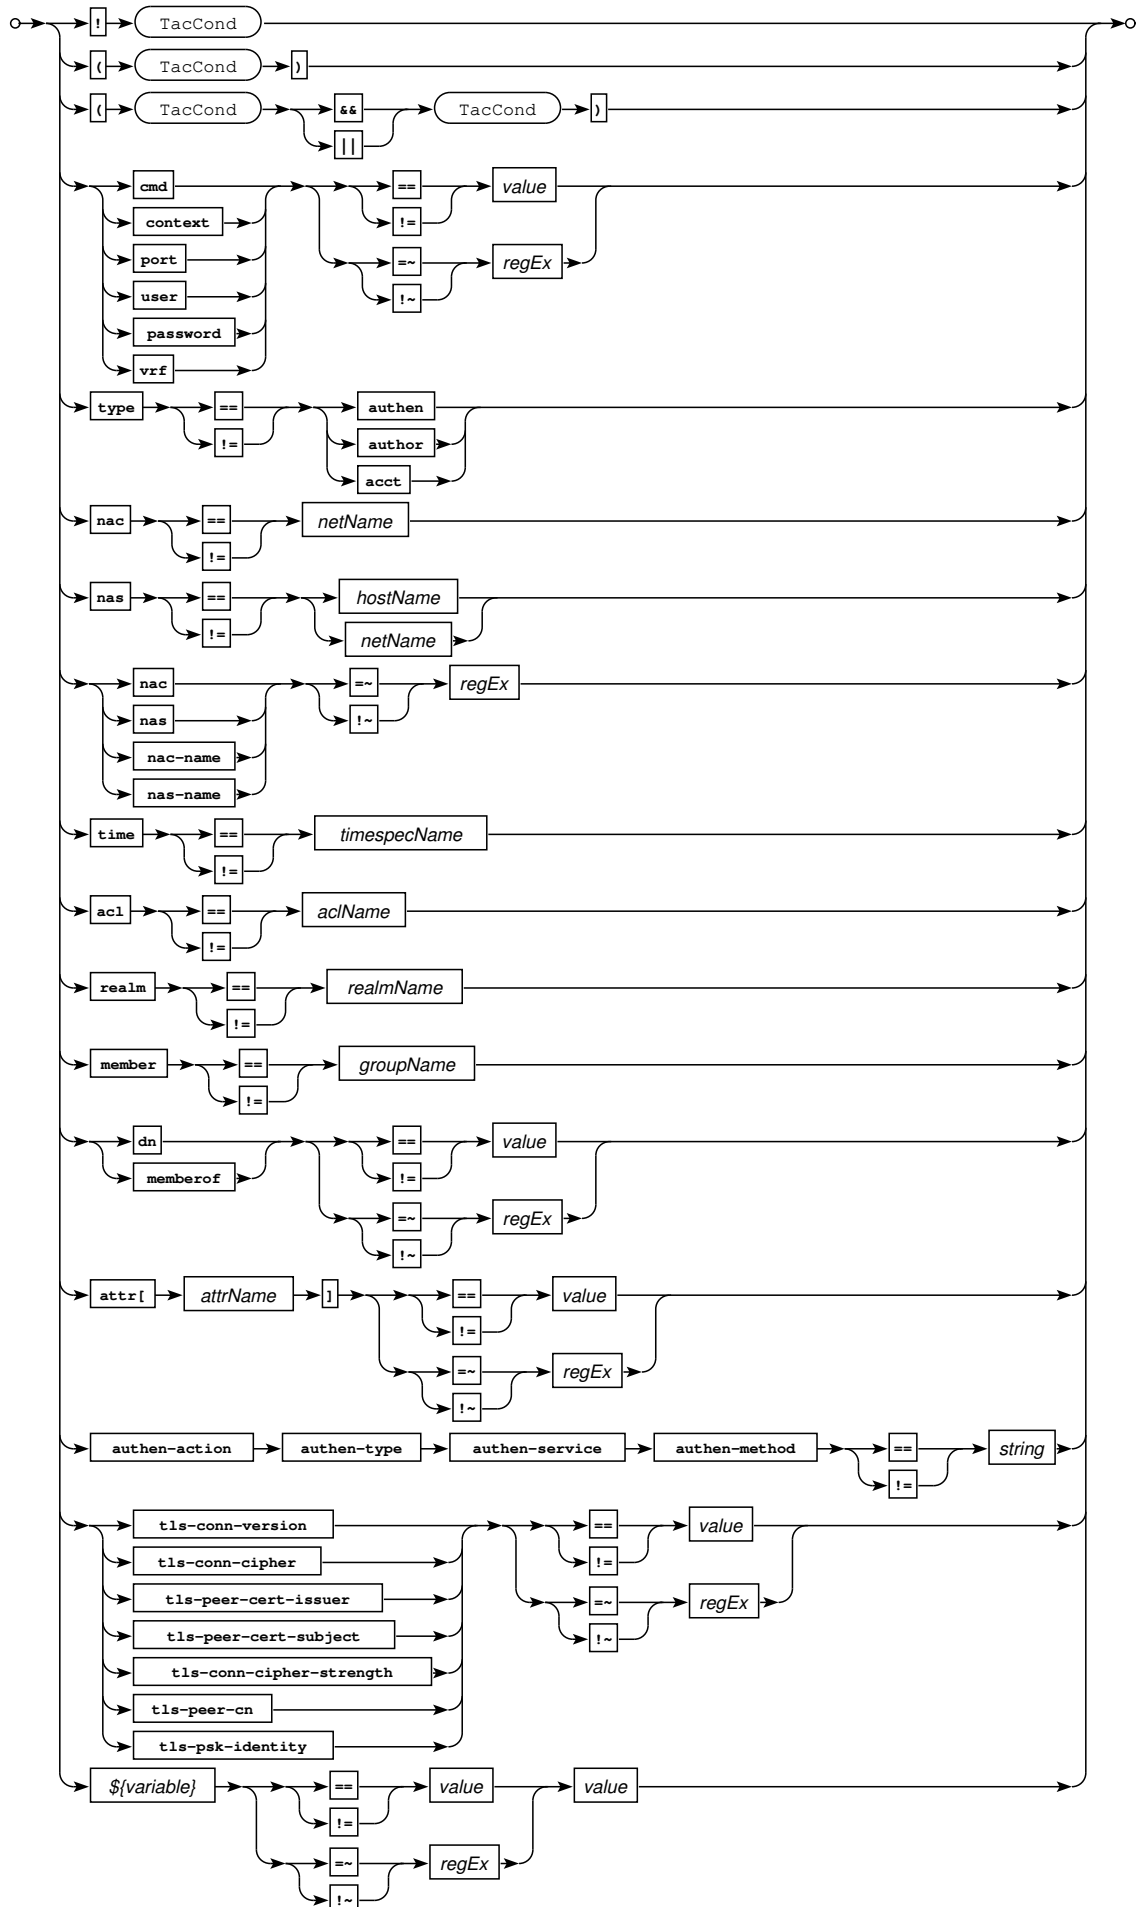 ! TacCond
( TacCond )
( TacCond && TacCond )
||
cmd == value
context !=
port =~ regEx
user !~
password
vrf
type == authen
!= author
acct
nac == netName
!=
nas == hostName
!= netName
nac =~ regEx
nas !~
nac-name
nas-name
time == timespecName
!=
acl == aclName
!=
realm == realmName
!=
member == groupName
!=
dn == value
memberof !=
=~ regEx
!~
attr[ attrName ] == value
!=
=~ regEx
!~
authen-action authen-type authen-service authen-method == string
!=
tls-conn-version == value
tls-conn-cipher !=
tls-peer-cert-issuer =~ regEx
tls-peer-cert-subject !~
tls-conn-cipher-strength
tls-peer-cn
tls-psk-identity
${variable} == value value
!=
=~ regEx
!~